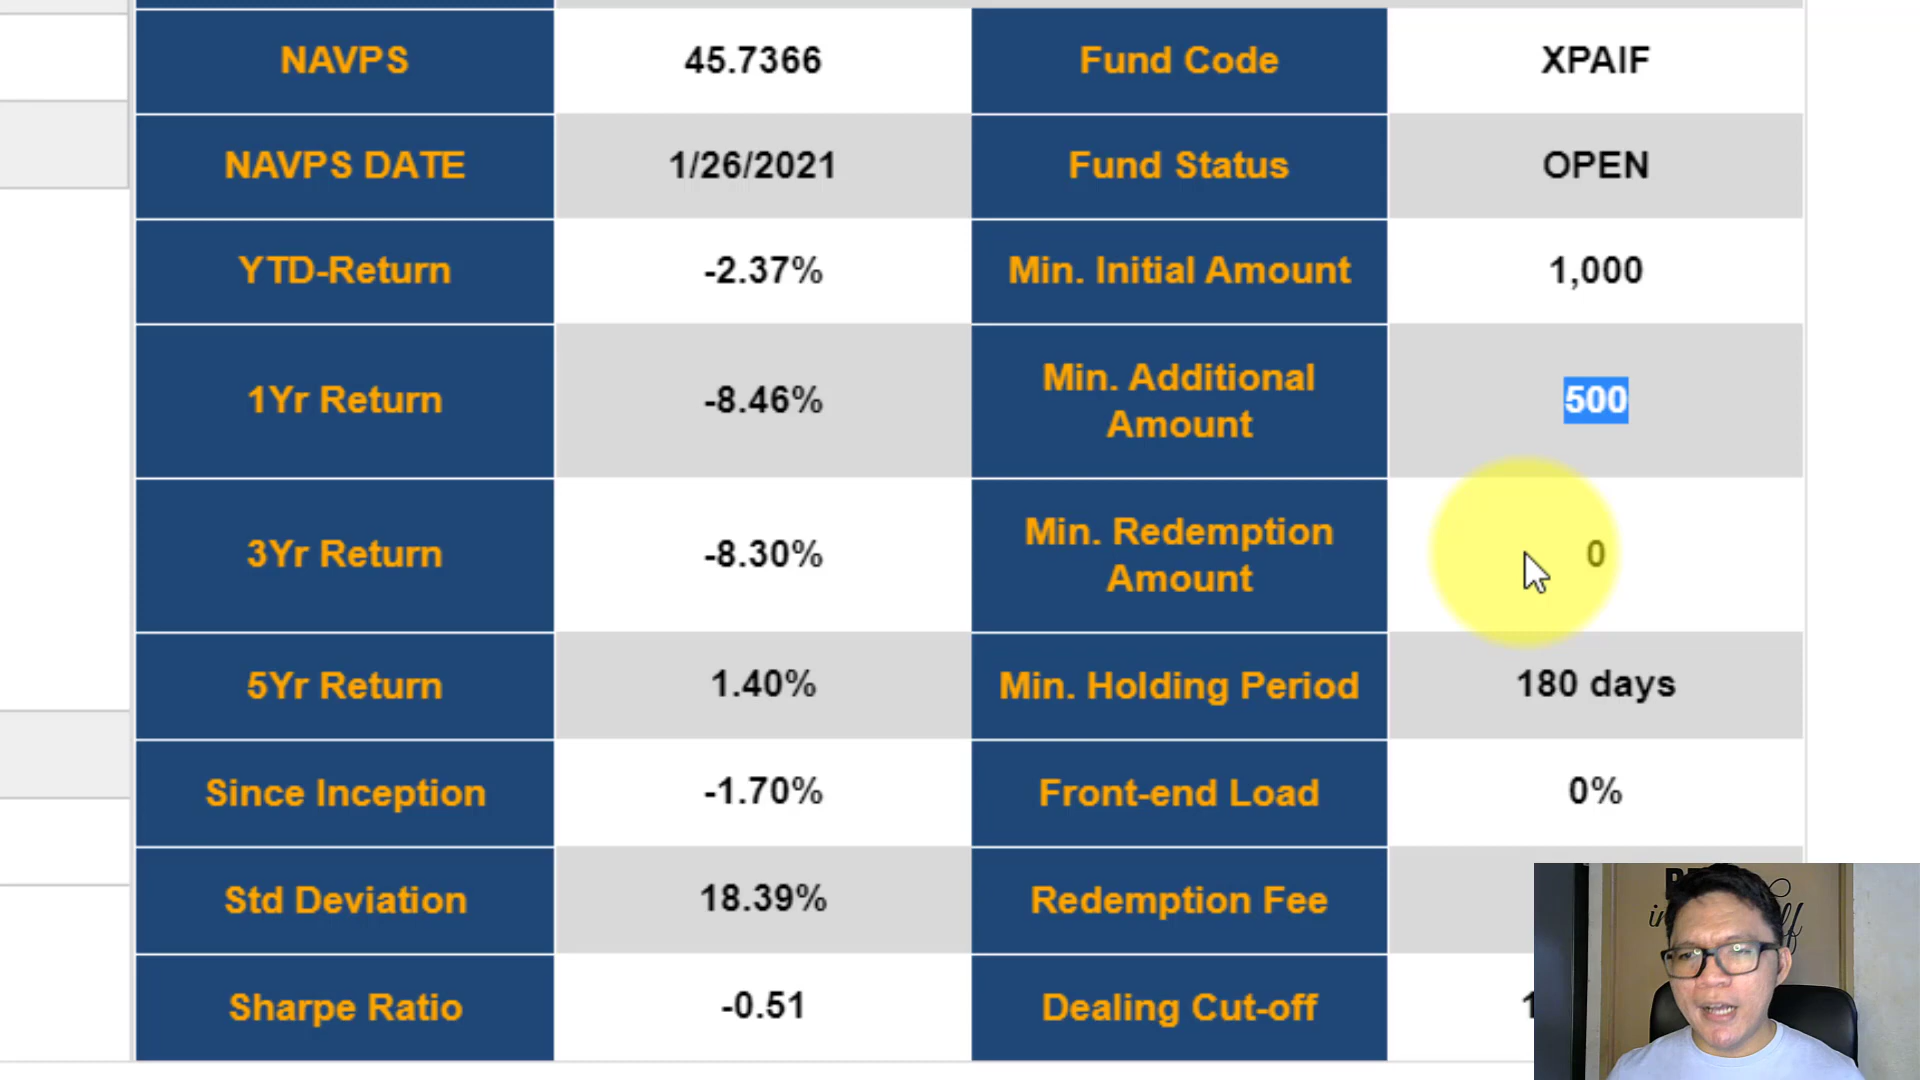 NAVPS 45.7366 Fund Code XPAIF
NAVPS DATE 1/26/2021 Fund Status OPEN
YTD-Return -2.37% Min. Initial Amount 1,000
1Yr Return -8.46% Min. Additional Amount 500
3Yr Return -8.30% Min. Redemption Amount 0
5Yr Return 1.40% Min. Holding Period 180 days
Since Inception -1.70% Front-end Load 0%
Std Deviation 18.39% Redemption Fee
Sharpe Ratio -0.51 Dealing Cut-off